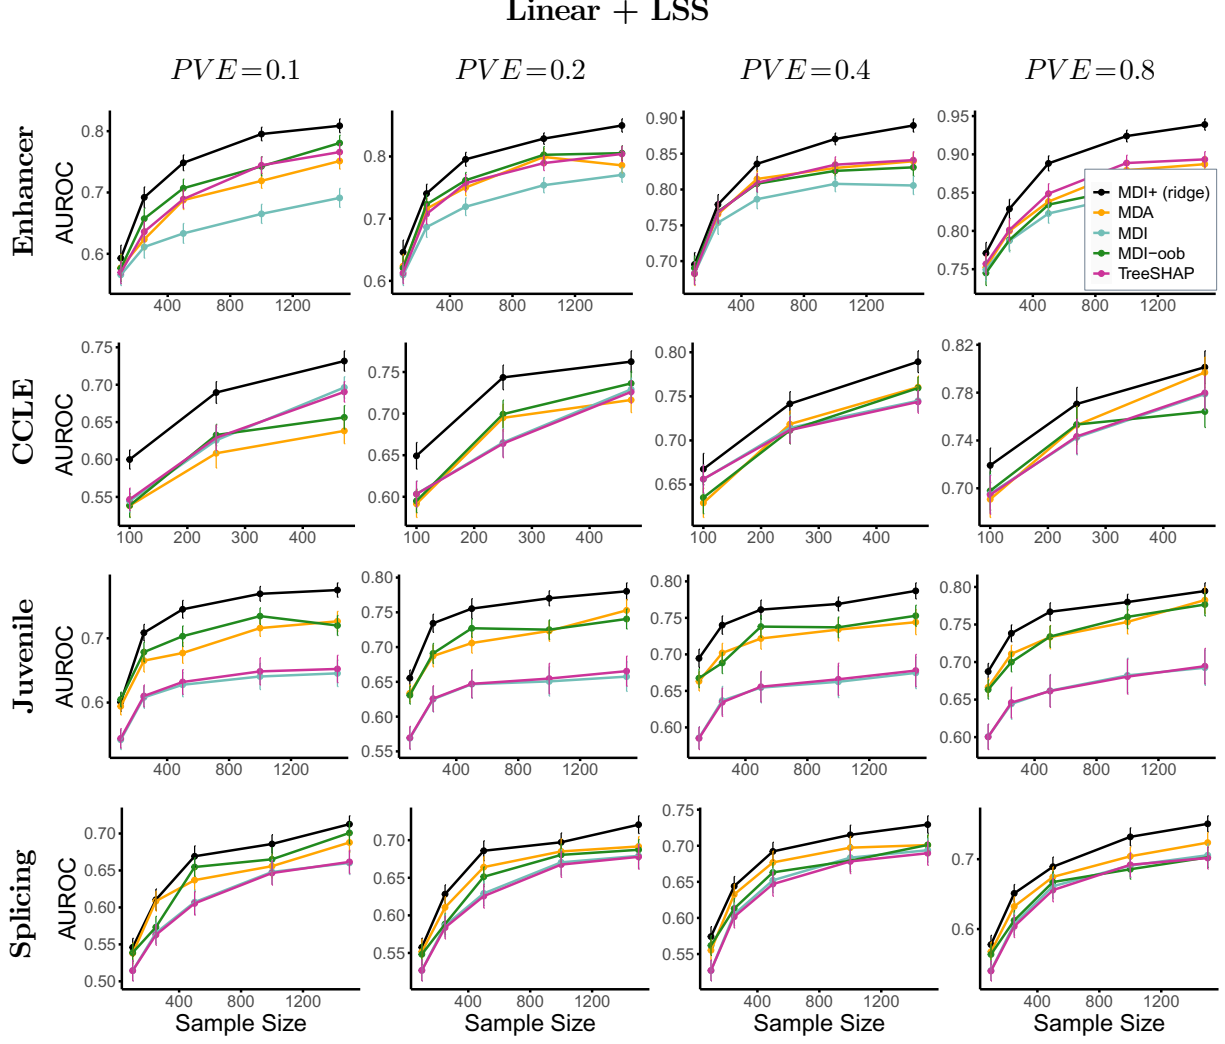 Linear + LSS
PVE=0.1 PVE=0.2 PVE=0.4 PVE=0.8
Enhancer
AUROC
0.8
0.7
0.6
400 800 1200
0.8
0.7
0.6
400 800 1200
0.90
0.85
0.80
0.75
0.70
400 800 1200
0.95
0.90
0.85
0.80
0.75
400 800 1200
MDI+ (ridge)
MDA
MDI
MDI−oob
TreeSHAP
CCLE
AUROC
0.75
0.70
0.65
0.60
0.55
100 200 300 400
0.75
0.70
0.65
0.60
100 200 300 400
0.80
0.75
0.70
0.65
100 200 300 400
0.82
0.78
0.74
0.70
100 200 300 400
Juvenile
AUROC
0.7
0.6
400 800 1200
0.80
0.75
0.70
0.65
0.60
0.55
400 800 1200
0.80
0.75
0.70
0.65
0.60
400 800 1200
0.80
0.75
0.70
0.65
0.60
400 800 1200
Splicing
AUROC
0.70
0.65
0.60
0.55
0.50
400 800 1200
Sample Size
0.70
0.65
0.60
0.55
400 800 1200
Sample Size
0.75
0.70
0.65
0.60
0.55
400 800 1200
Sample Size
0.7
0.6
400 800 1200
Sample Size